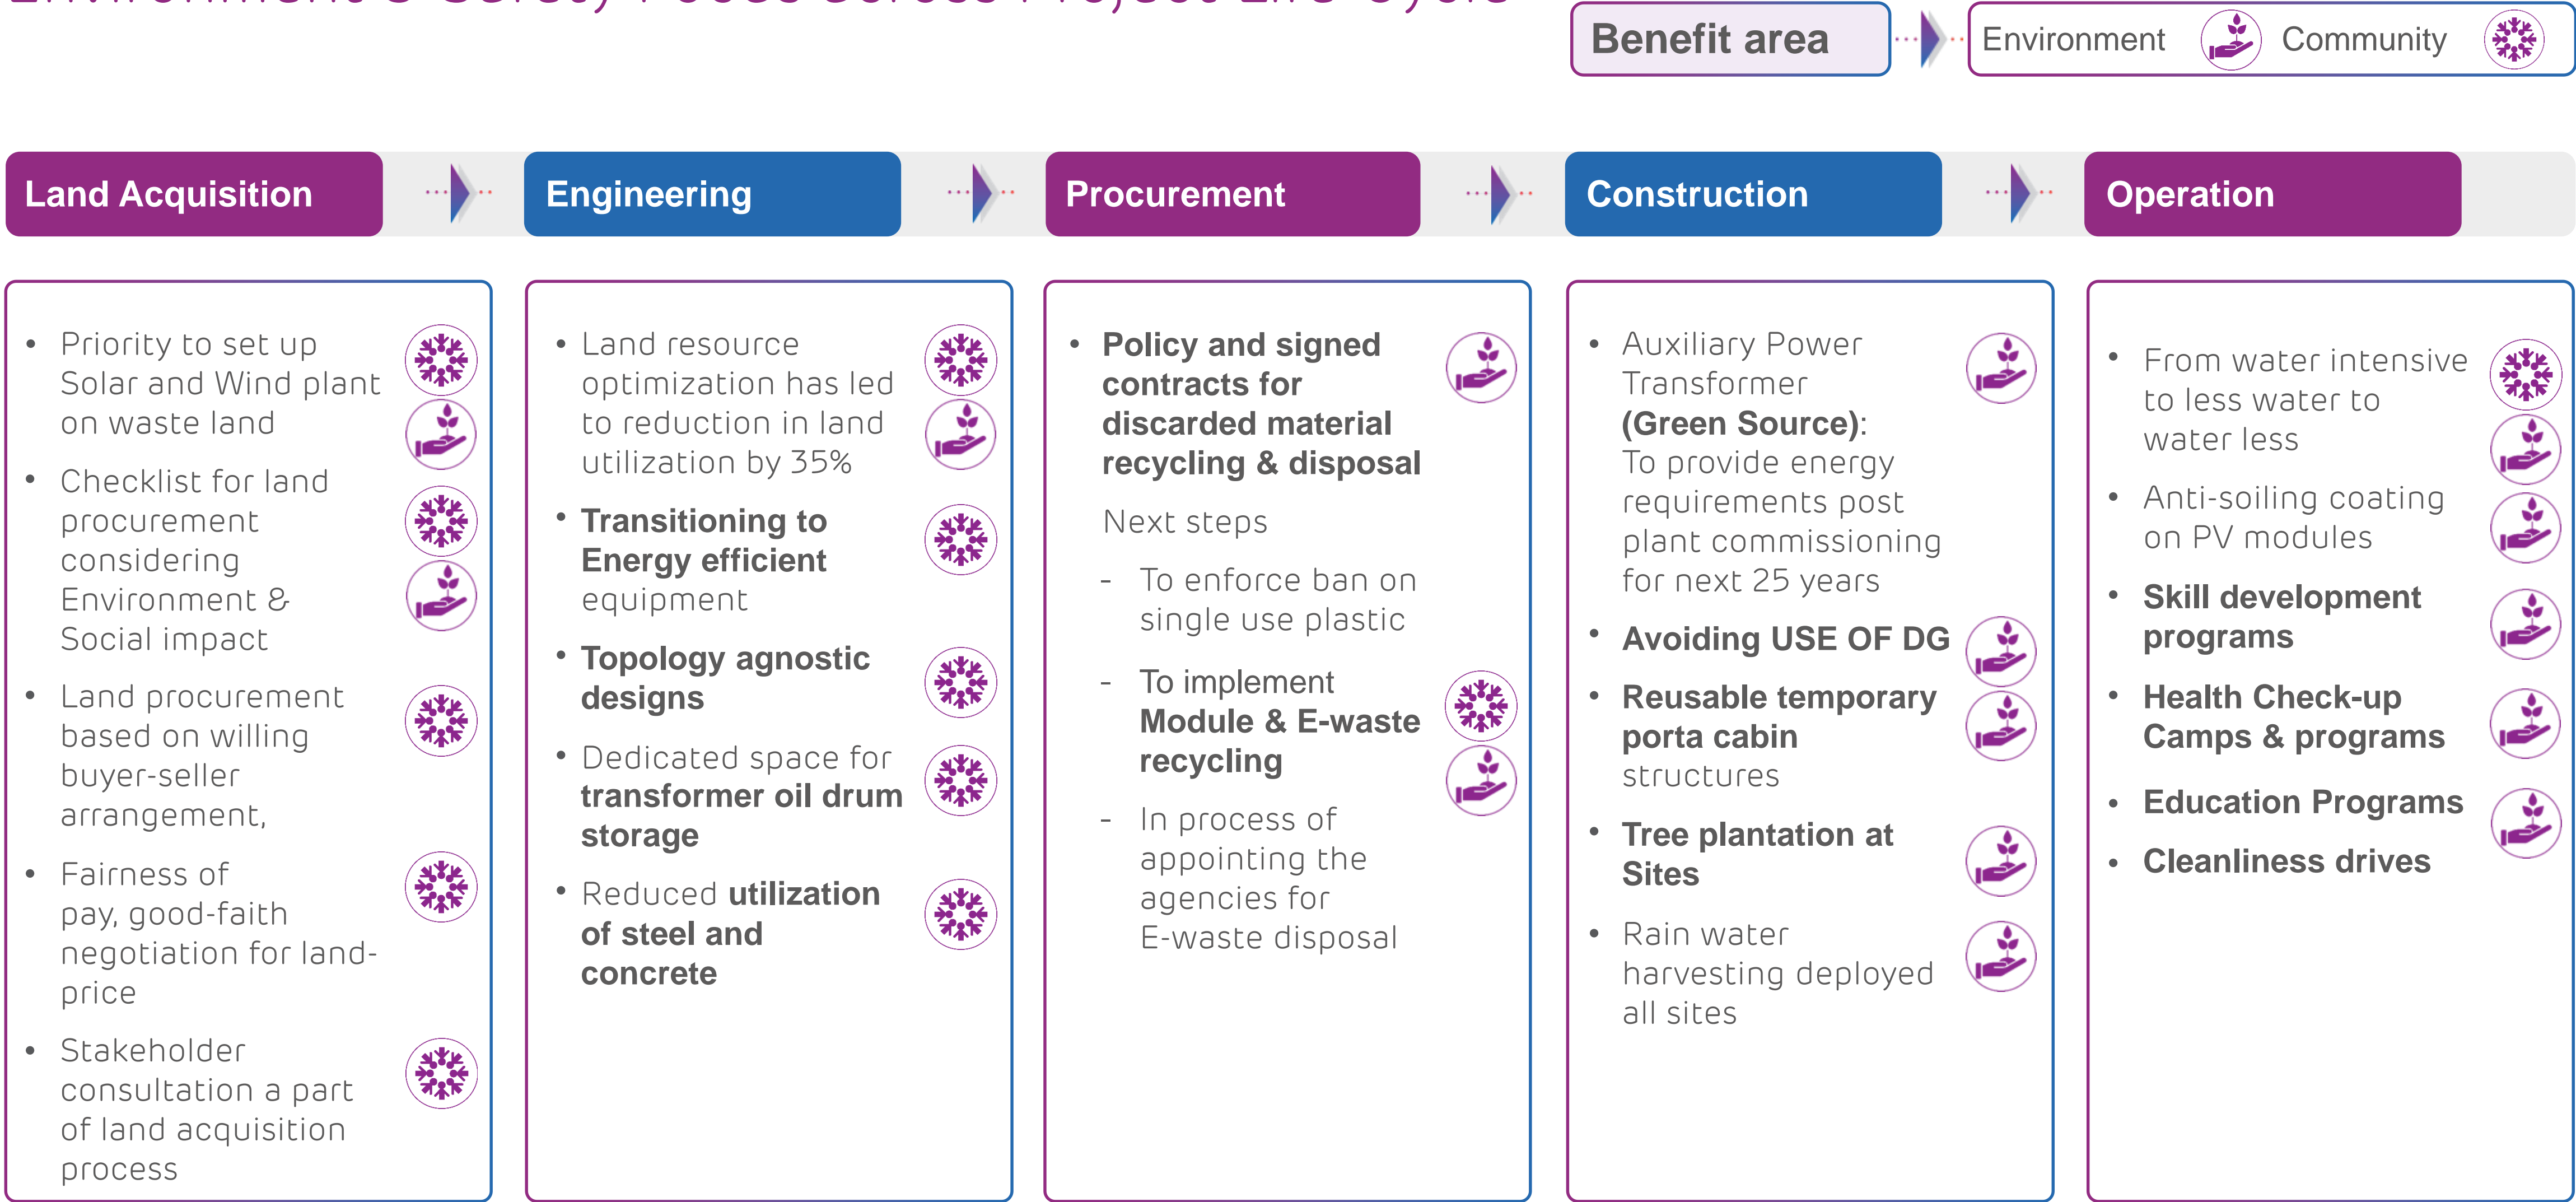 Environment & Safety Focus across Project Life Cycle
Benefit area
Environment
Community
Land Acquisition
Engineering
Procurement
Construction
Operation
• Priority to set up
Solar and Wind plant
on waste land
• Checklist for land
procurement
considering
Environment &
Social impact
• Land procurement
based on willing
buyer-seller
arrangement,
• Fairness of
pay, good-faith
negotiation for land-
price
• Stakeholder
consultation a part
of land acquisition
process
• Land resource
optimization has led
to reduction in land
utilization by 35%
• Transitioning to
Energy efficient
equipment
• Topology agnostic
designs
• Dedicated space for
transformer oil drum
storage
• Reduced utilization
of steel and
concrete
• Policy and signed
contracts for
discarded material
recycling & disposal
Next steps
- To enforce ban on
single use plastic
- To implement
Module & E-waste
recycling
- In process of
appointing the
agencies for
E-waste disposal
• Auxiliary Power
Transformer
(Green Source):
To provide energy
requirements post
plant commissioning
for next 25 years
• Avoiding USE OF DG
• Reusable temporary
porta cabin
structures
• Tree plantation at
Sites
• Rain water
harvesting deployed
all sites
• From water intensive
to less water to
water less
• Anti-soiling coating
on PV modules
• Skill development
programs
• Health Check-up
Camps & programs
• Education Programs
• Cleanliness drives